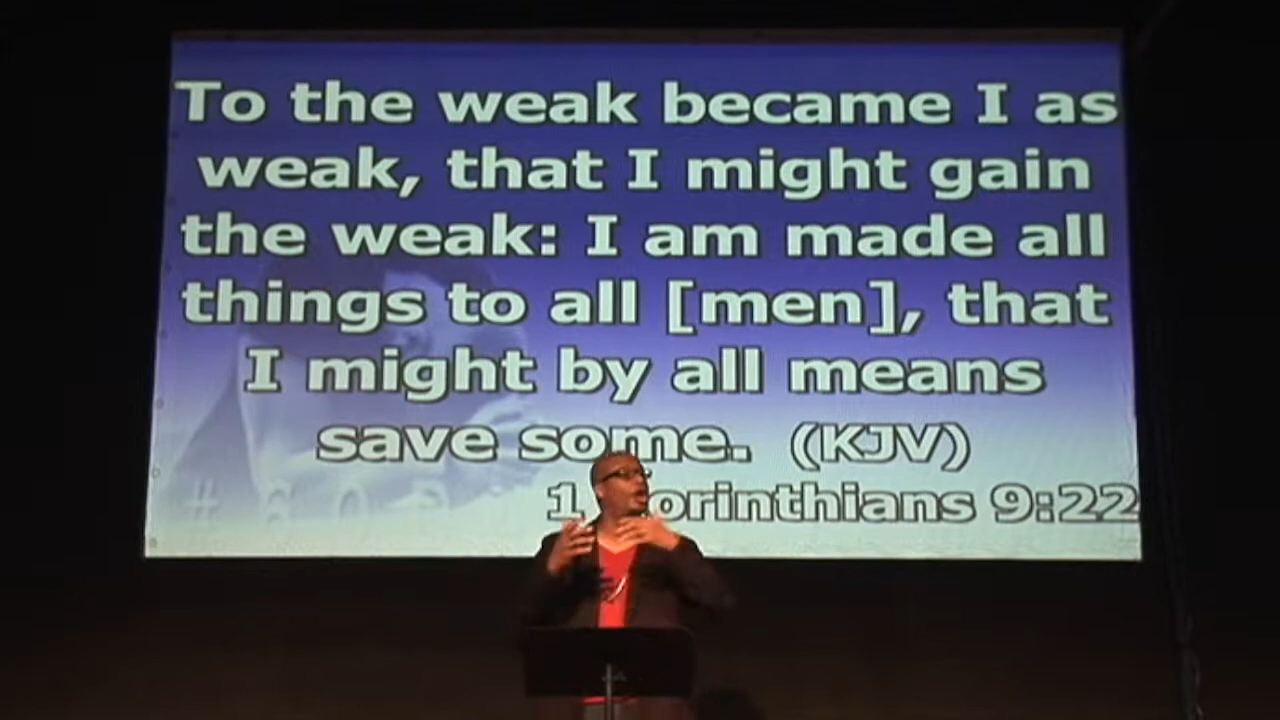 To the weak became I as
weak, that I might gain
the weak: I am made all
things to all [men], that
I might by all means
save some. (KJV)
1 orinthians 9:22